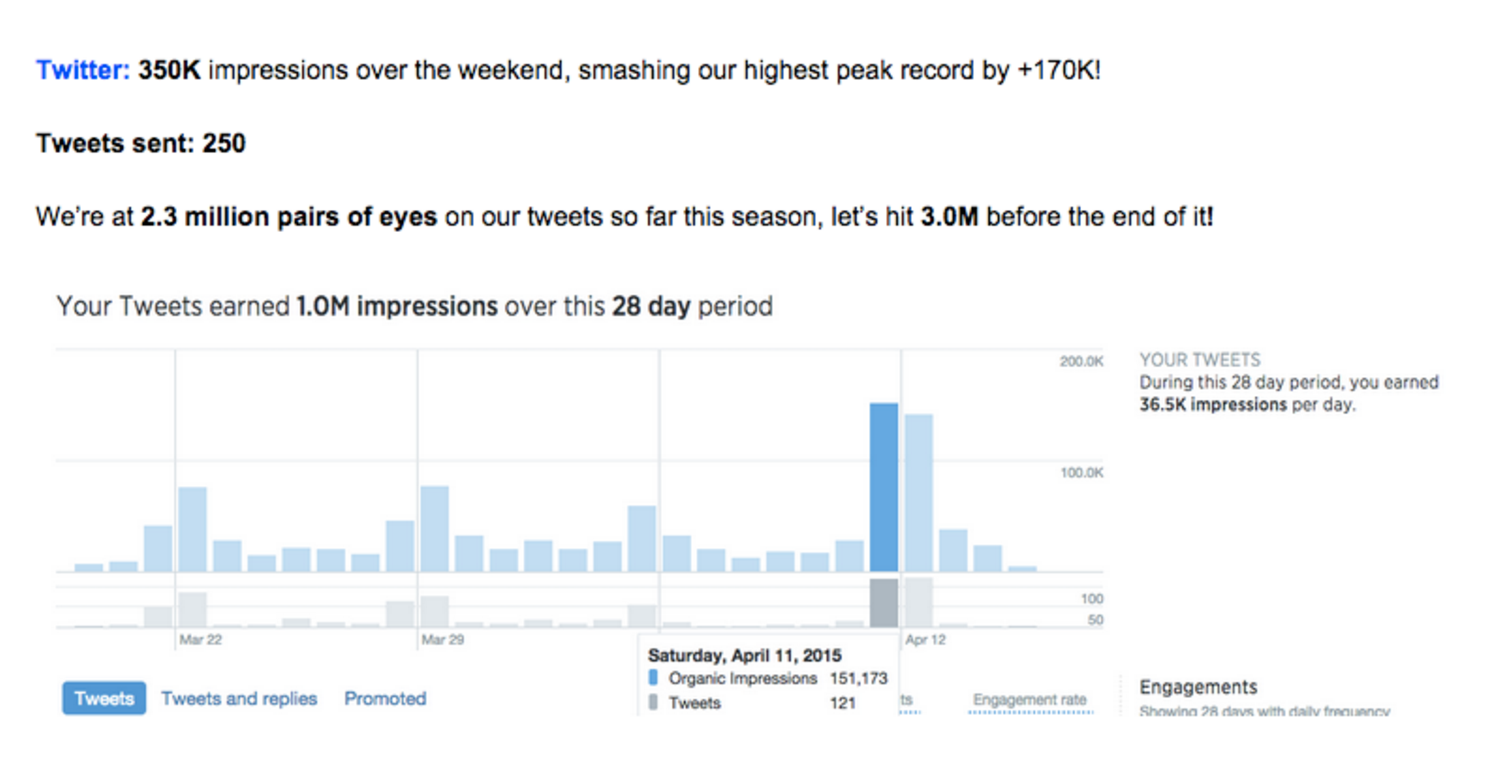 Twitter: 350K impressions over the weekend, smashing our highest peak record by +170K!
Tweets sent: 250
We’re at 2.3 million pairs of eyes on our tweets so far this season, let’s hit 3.0M before the end of it!
Your Tweets earned 1.0M impressions over this 28 day period
200.0K
100.0K
YOUR TWEETS
During this 28 day period, you earned
36.5K impressions per day.
100
50
Mar 22
Mar 29
Apr 12
Saturday, April 11, 2015
Organic Impressions 151,173
Tweets 121
Tweets
Tweets and replies
Promoted
ts
Engagement rate
Engagements
Showing 28 days with daily frequency